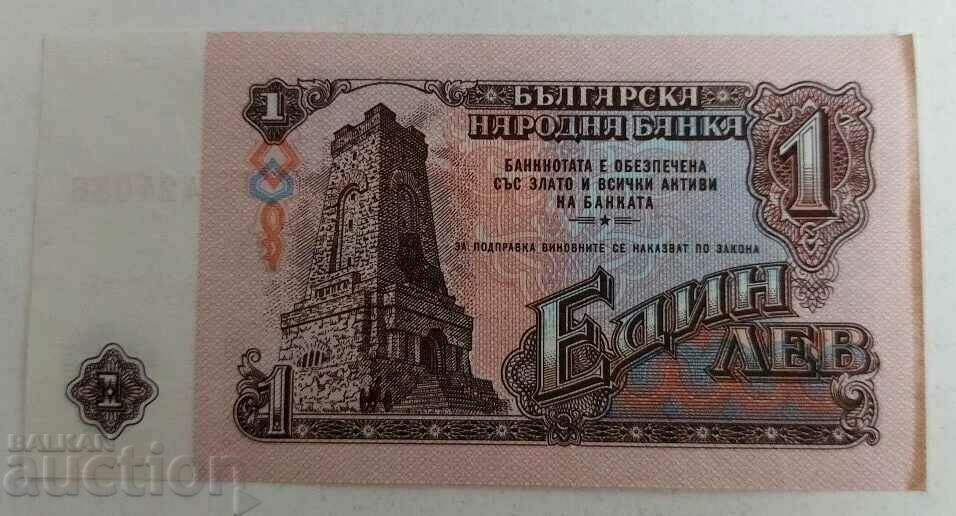 1
БЪЛГАРСКА
НАРОДНА БАНКА
1
БАНКНОТАТА Е ОБЕЗПЕЧЕНА
СЪС ЗЛАТО И ВСИЧКИ АКТИВИ
НА БАНКАТА
ЗА ПОДПРАВКА ВИНОВНИТЕ СЕ НАКАЗВАТ ПО ЗАКОНА
ЕДИН
ЛЕВ
1
1
BALKAN
auction